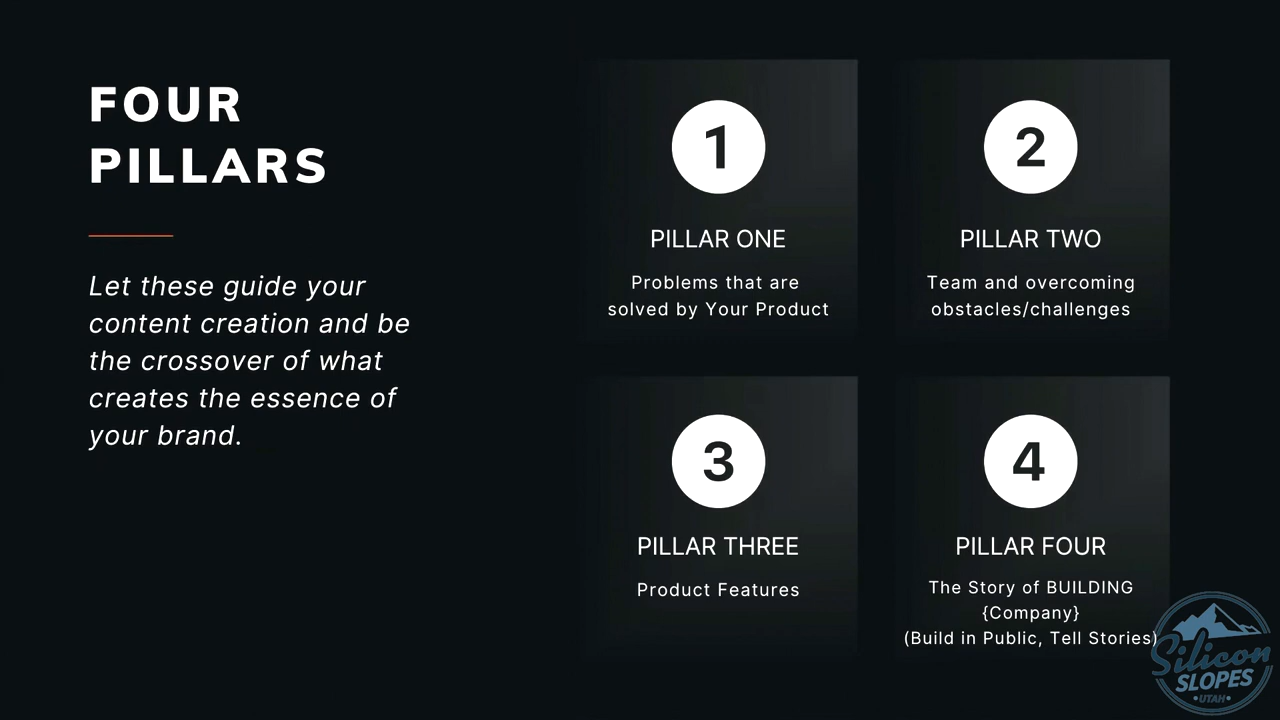 FOUR
PILLARS
Let these guide your
content creation and be
the crossover of what
creates the essence of
your brand.
1
PILLAR ONE
Problems that are
solved by Your Product
2
PILLAR TWO
Team and overcoming
obstacles/challenges
3
PILLAR THREE
Product Features
4
PILLAR FOUR
The Story of BUILDING
{Company}
(Build in Public, Tell Stories)
Silicon
SLOPES
•UTAH•